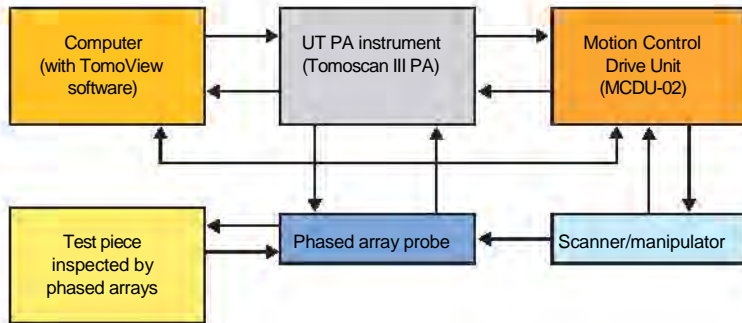 Computer
(with TomoView
software)
UT PA instrument
(Tomoscan III PA)
Motion Control
Drive Unit
(MCDU-02)
Test piece
inspected by
phased arrays
Phased array probe
Scanner/manipulator